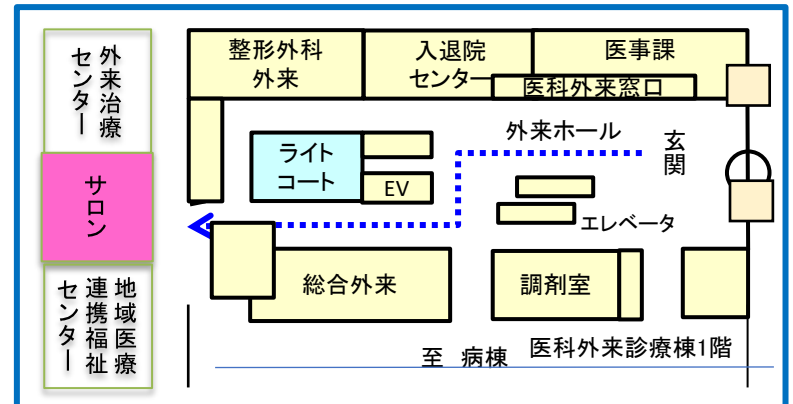 外来治療
センター
サロン
地域医療
連携福祉
センター
整形外科
外来
入退院
センター
医事課
医科外来窓口
外来ホール
玄関
ライト
コート
EV
エレベータ
総合外来
調剤室
至 病棟
医科外来診療棟1階